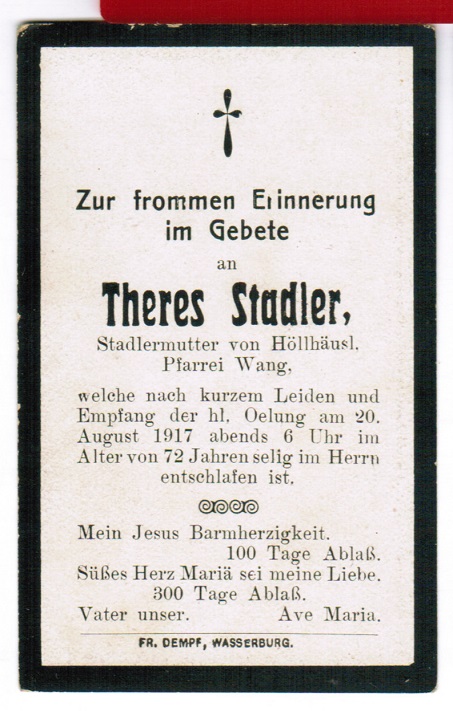 Zur frommen Erinnerung
im Gebete
an
Theres Stadler,
Stadlermutter von Höllhäusl,
Pfarrei Wang,
welche nach kurzem Leiden und
Empfang der hl. Oelung am 20.
August 1917 abends 6 Uhr im
Alter von 72 Jahren selig im Herrn
entschlafen ist.
Mein Jesus Barmherzigkeit.
100 Tage Ablaß.
Süßes Herz Mariä sei meine Liebe.
300 Tage Ablaß.
Vater unser. Ave Maria.
FR. DEMPF, WASSERBURG.